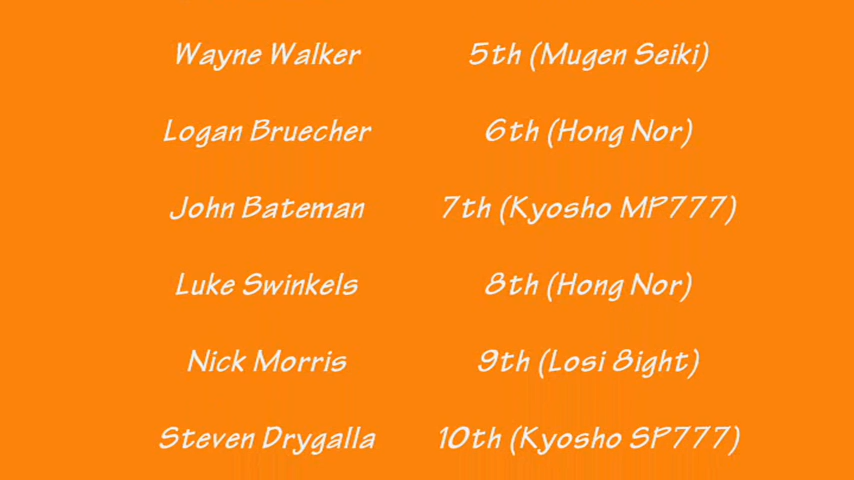 Wayne Walker 5th (Mugen Seiki)
Logan Bruecher 6th (Hong Nor)
John Bateman 7th (Kyosho MP777)
Luke Swinkels 8th (Hong Nor)
Nick Morris 9th (Losi 8ight)
Steven Drygalla 10th (Kyosho SP777)